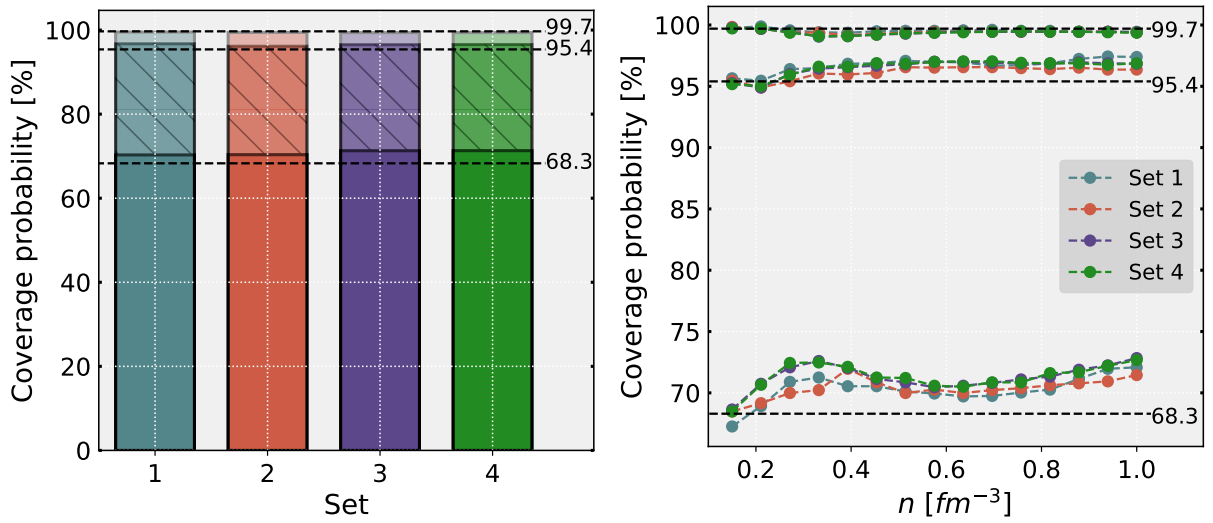 Coverage probability [%]
100
80
60
40
20
0
99.7
95.4
68.3
1 2 3 4
Set
Coverage probability [%]
100
95
90
85
80
75
70
99.7
95.4
68.3
Set 1
Set 2
Set 3
Set 4
0.2 0.4 0.6 0.8 1.0
n [fm⁻³]